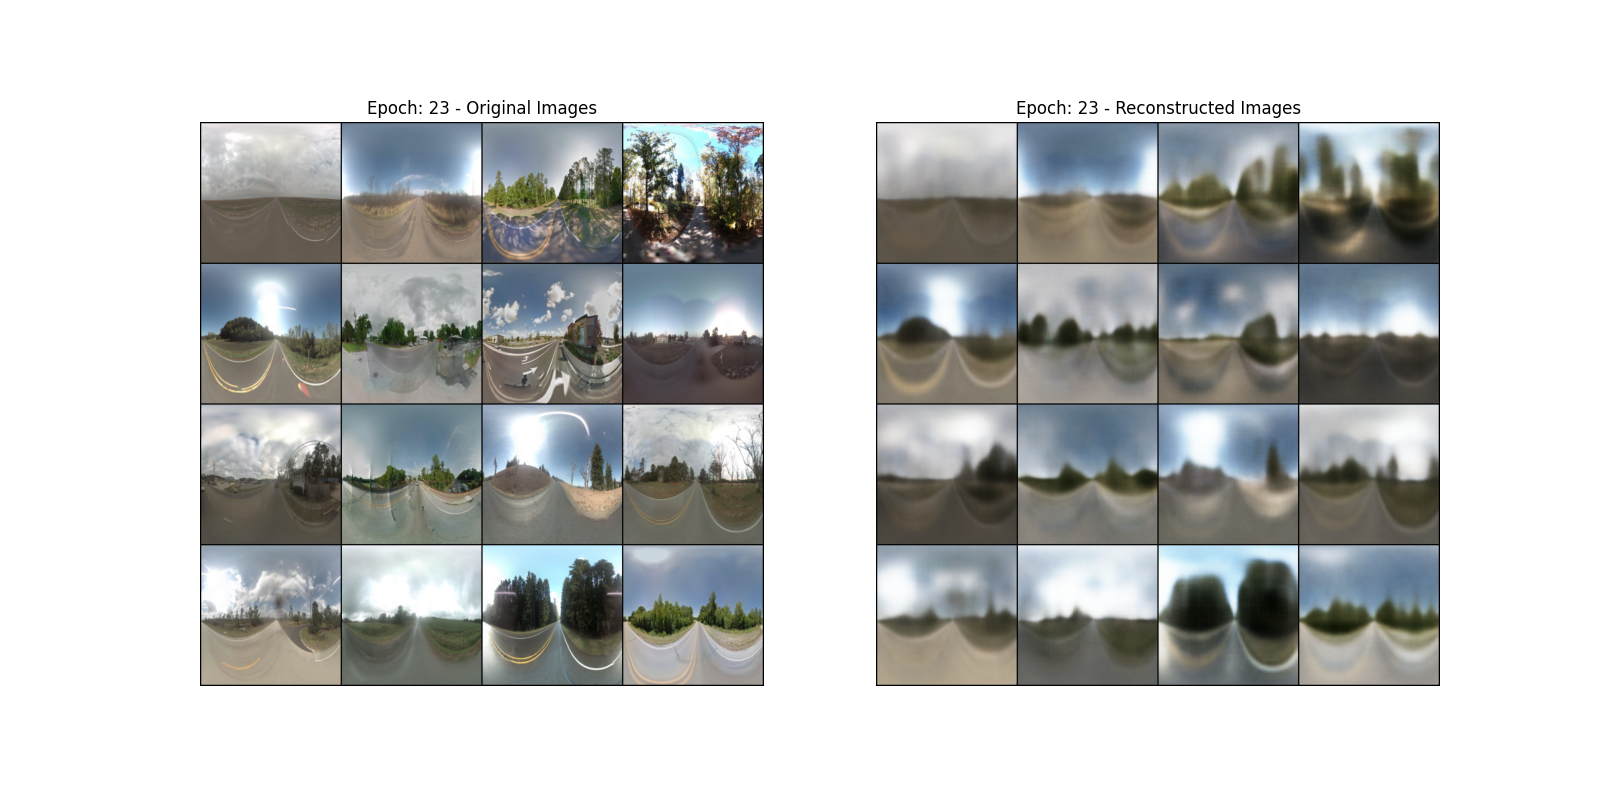 Epoch: 23 - Original Images
Epoch: 23 - Reconstructed Images